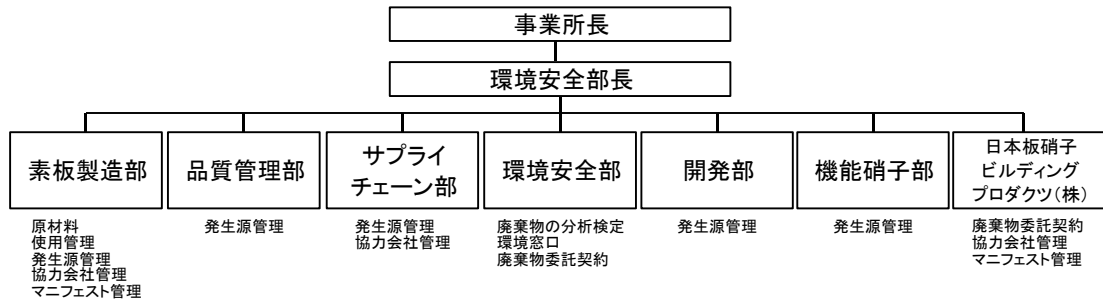 事業所長
環境安全部長
素板製造部
品質管理部
サプライ
チェーン部
環境安全部
開発部
機能硝子部
日本板硝子
ビルディング
プロダクツ(株)
原材料
使用管理
発生源管理
協力会社管理
マニフェスト管理
発生源管理
発生源管理
協力会社管理
廃棄物の分析検定
環境窓口
廃棄物委託契約
発生源管理
発生源管理
廃棄物委託契約
協力会社管理
マニフェスト管理